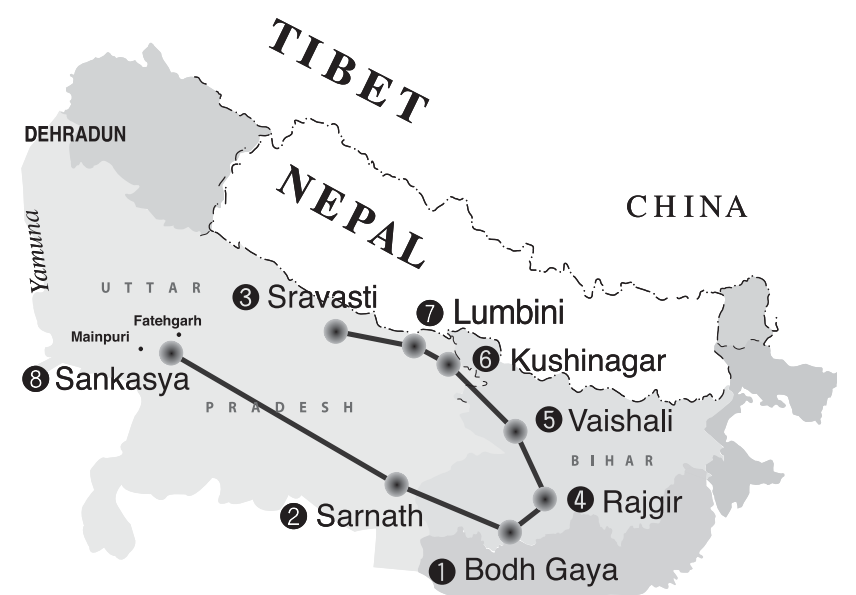 TIBET
DEHRADUN
NEPAL
CHINA
Yamuna
UTTAR
❸ Sravasti
❼ Lumbini
Fatehgarh
Mainpuri
❻ Kushinagar
❽ Sankasya
PRADESH
❺ Vaishali
BIHAR
❹ Rajgir
❷ Sarnath
❶ Bodh Gaya